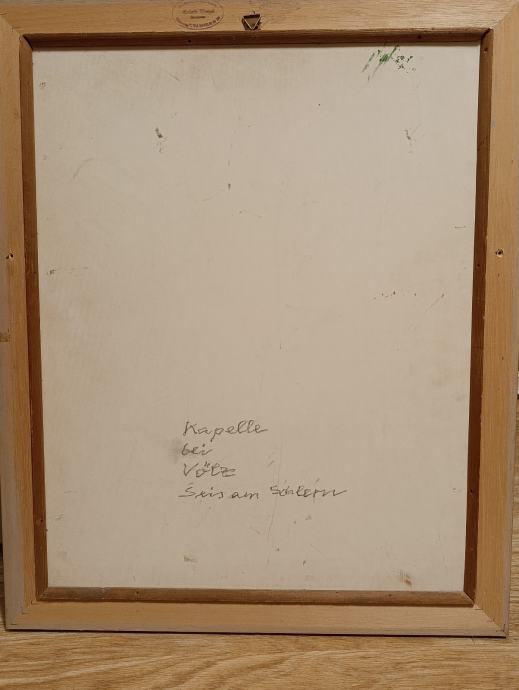 Kapelle
bei
Völz
Seis am Schlern